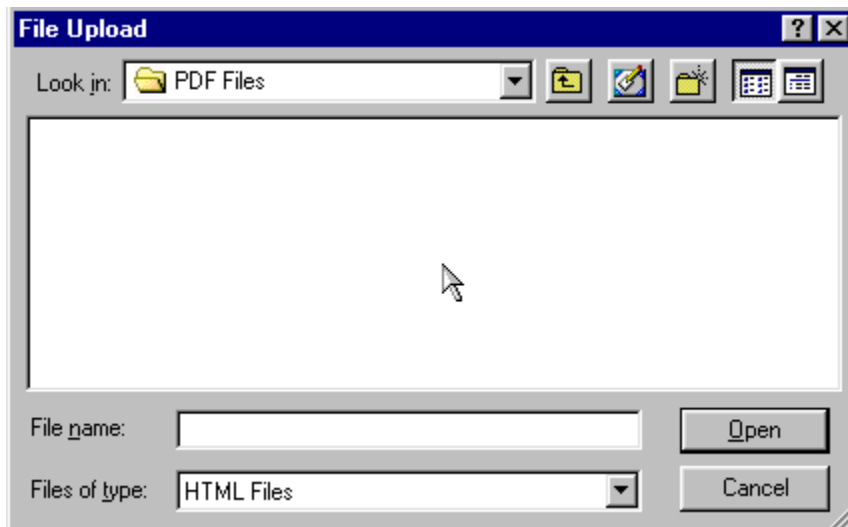 File Upload
Look in: PDF Files
File name:
Open
Files of type: HTML Files
Cancel